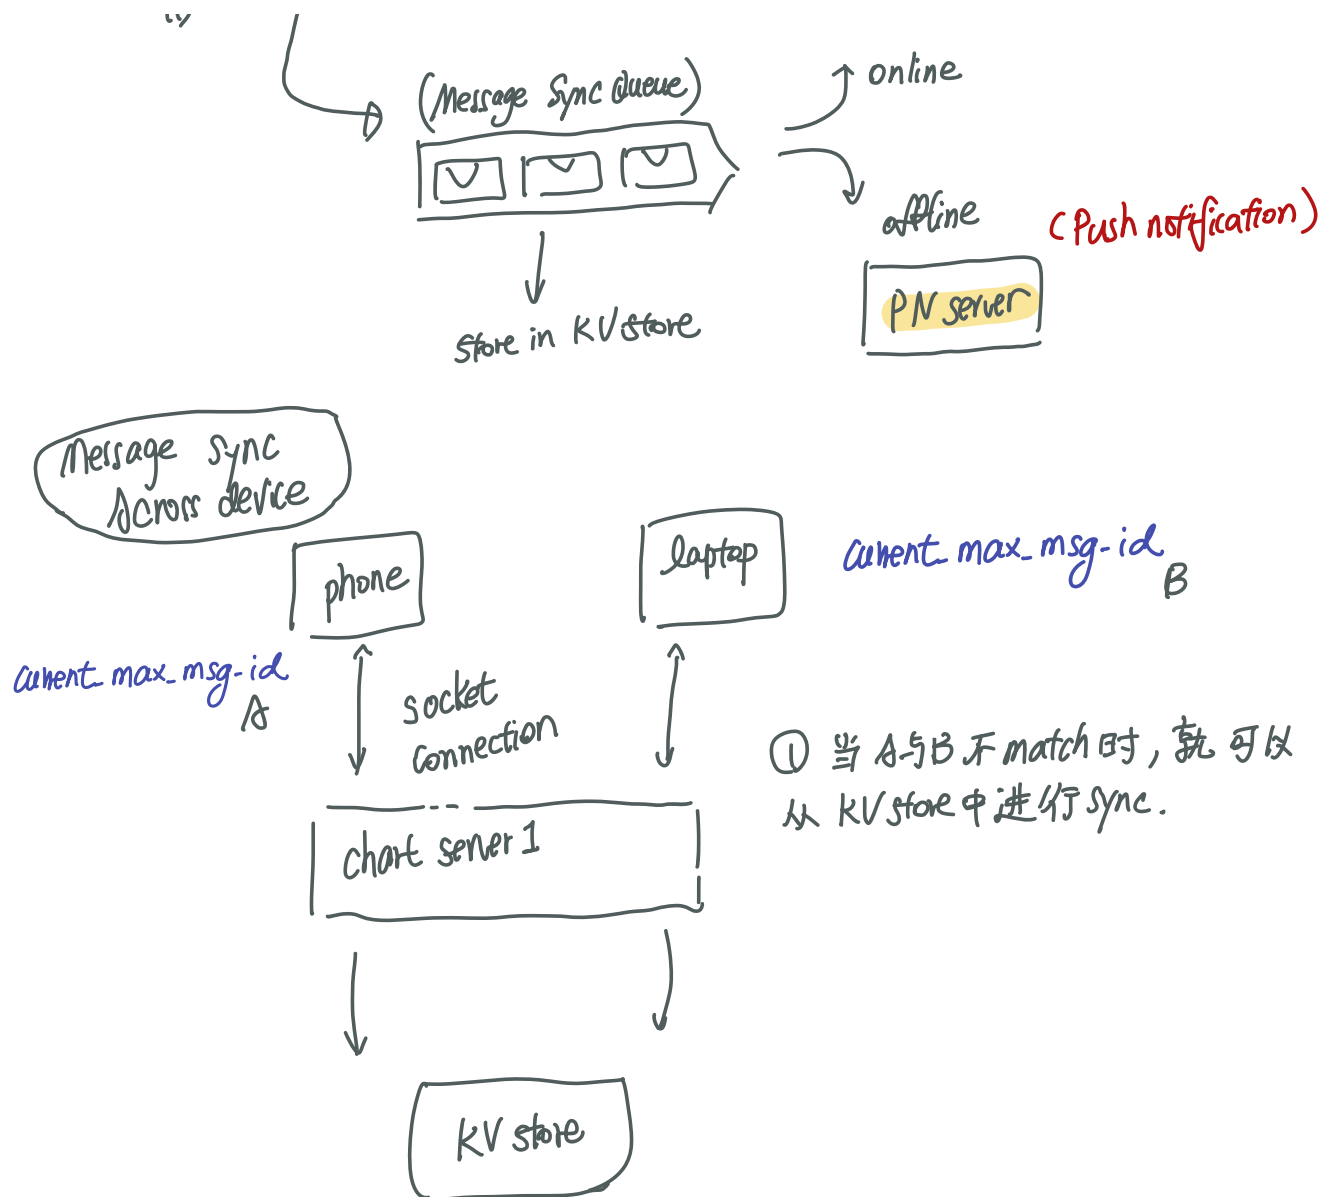 (Message Sync Queue)
online
offline
(Push notification)
PN server
store in KV store
Message Sync
Across device
phone
laptop
current_max_msg-id
B
current_max_msg-id
A
socket
connection
① 当A与B不match时,就可以
从KV store中进行sync.
chart server 1
KV store